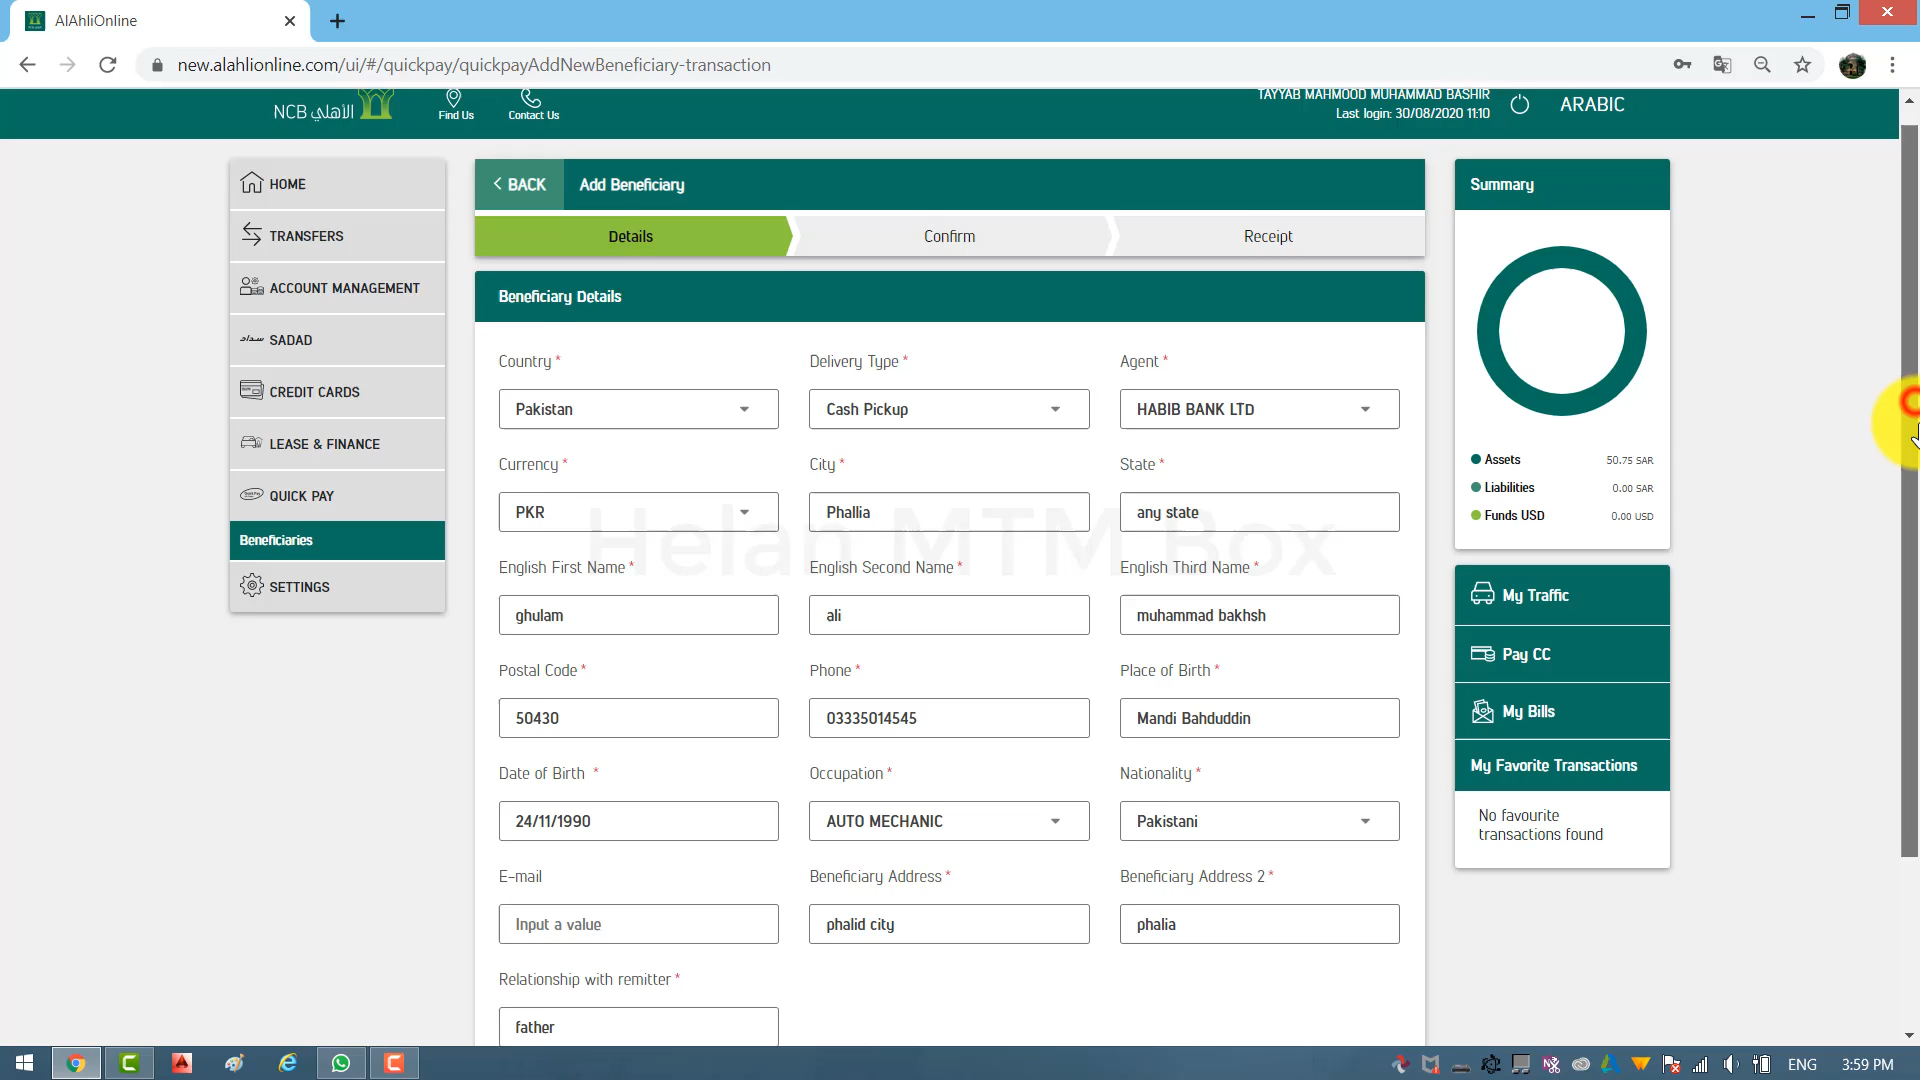 AlAhliOnline
new.alahlionline.com/ui/#/quickpay/quickpayAddNewBeneficiary-transaction
NCB الأهلي
Find Us
Contact Us
TAYYAB MAHMOOD MUHAMMAD BASHIR
Last login: 30/08/2020 11:10
ARABIC
HOME
TRANSFERS
ACCOUNT MANAGEMENT
سداد SADAD
CREDIT CARDS
LEASE & FINANCE
QUICK PAY
Beneficiaries
SETTINGS
BACK
Add Beneficiary
Details
Confirm
Receipt
Beneficiary Details
Country *
Delivery Type *
Agent *
Pakistan
Cash Pickup
HABIB BANK LTD
Currency *
City *
State *
PKR
Phallia
any state
Helan MTM Box
English First Name *
English Second Name *
English Third Name *
ghulam
ali
muhammad bakhsh
Postal Code *
Phone *
Place of Birth *
50430
03335014545
Mandi Bahduddin
Date of Birth *
Occupation *
Nationality *
24/11/1990
AUTO MECHANIC
Pakistani
E-mail
Beneficiary Address *
Beneficiary Address 2 *
Input a value
phalid city
phalia
Relationship with remitter *
father
Summary
Assets 50.75 SAR
Liabilities 0.00 SAR
Funds USD 0.00 USD
My Traffic
Pay CC
My Bills
My Favorite Transactions
No favourite
transactions found
ENG
3:59 PM